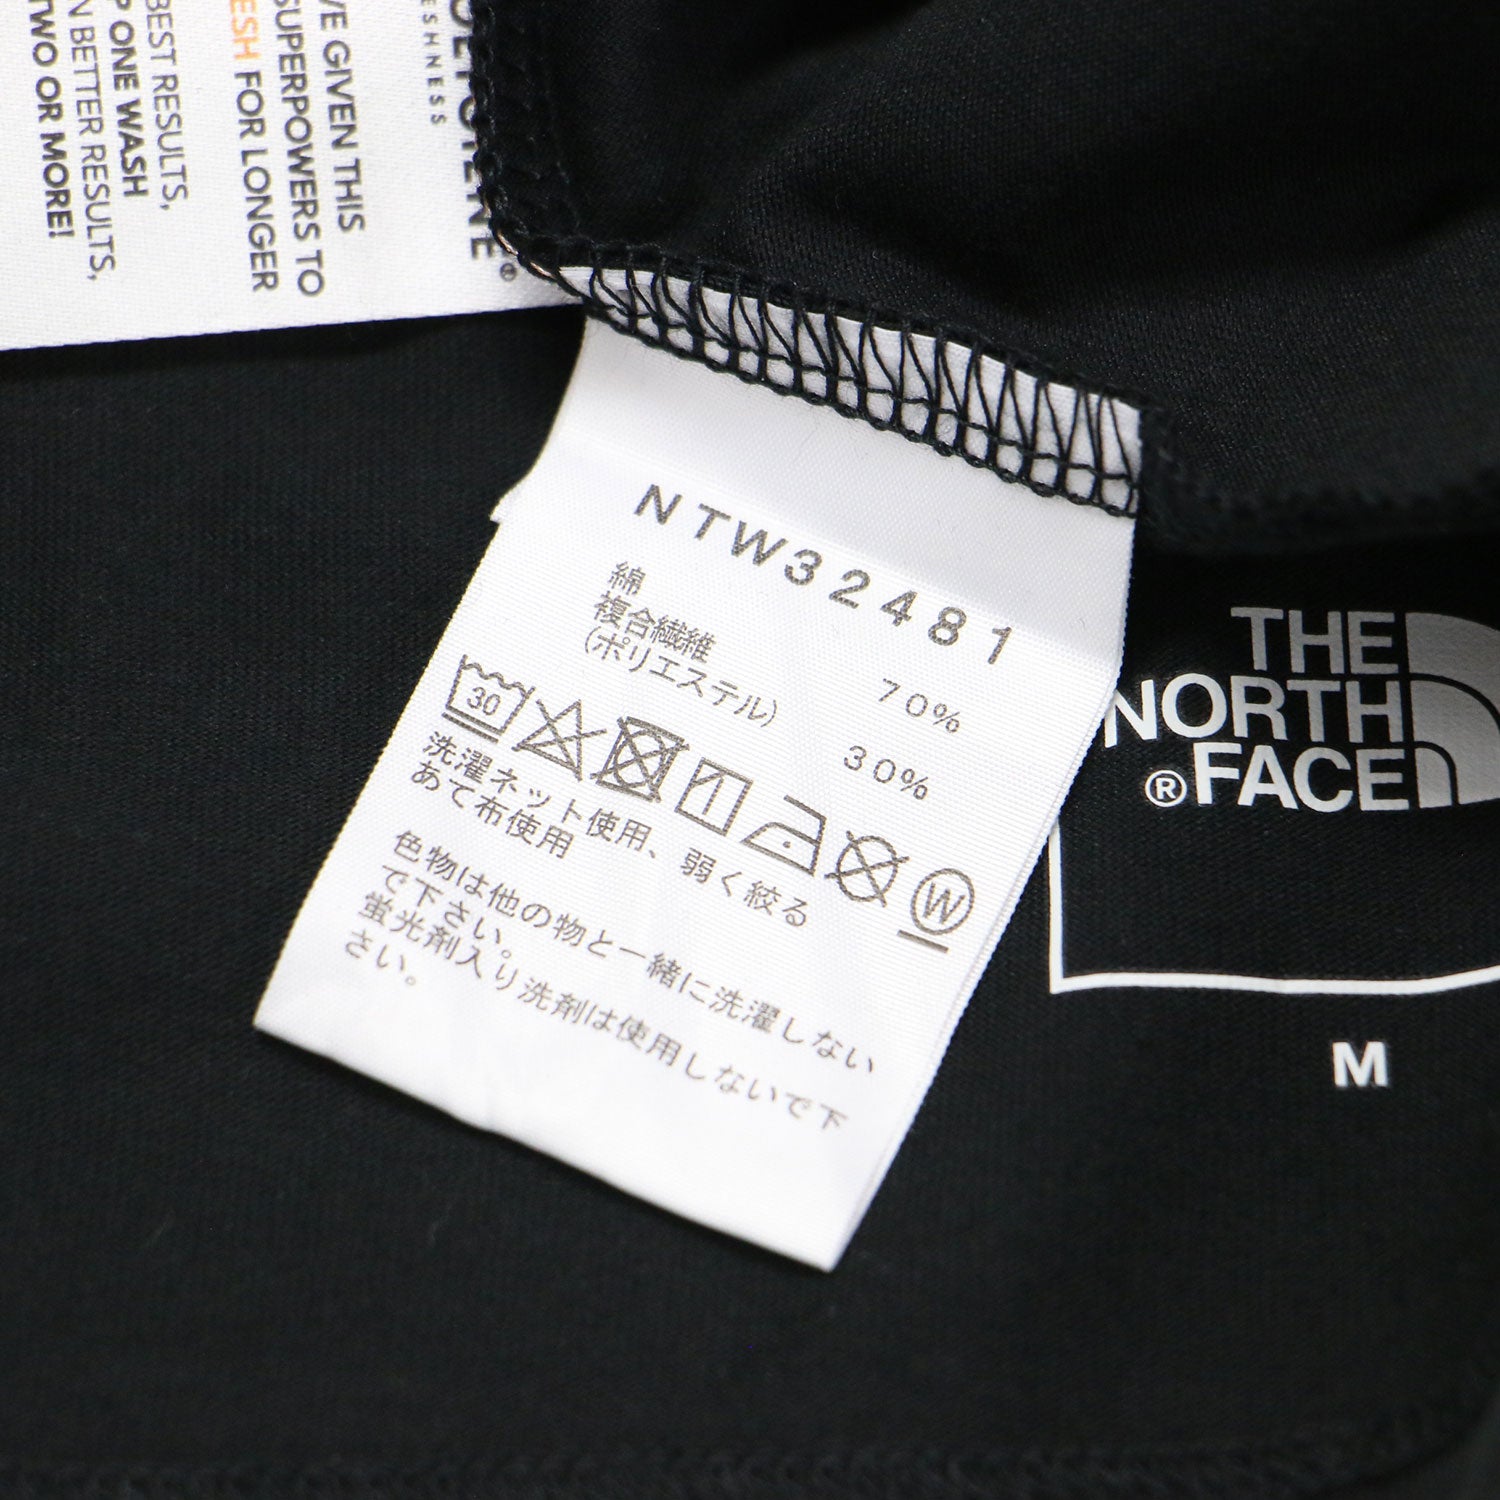 BEST RESULTS,
ONE WASH
BETTER RESULTS,
TWO OR MORE!
GIVEN THIS
SUPERPOWERS TO
FOR LONGER
®
NTW32481
綿 70%
複合繊維
(ポリエステル) 30%
30
W
洗濯ネット使用、弱く絞る
あて布使用
色物は他の物と一緒に洗濯しない
で下さい。
蛍光剤入り洗剤は使用しないで下
さい。
THE
NORTH
® FACE
M